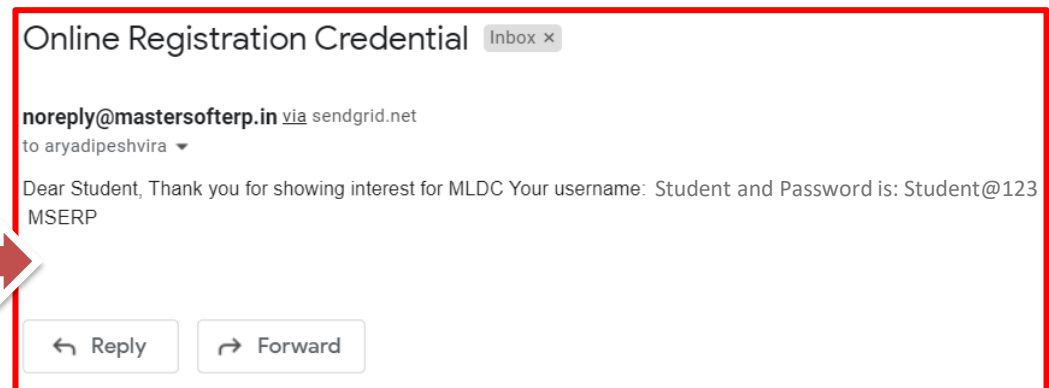 Online Registration Credential Inbox ×
noreply@mastersofterp.in via sendgrid.net
to aryadipeshvira
Dear Student, Thank you for showing interest for MLDC Your username: Student and Password is: Student@123
MSERP
Reply Forward